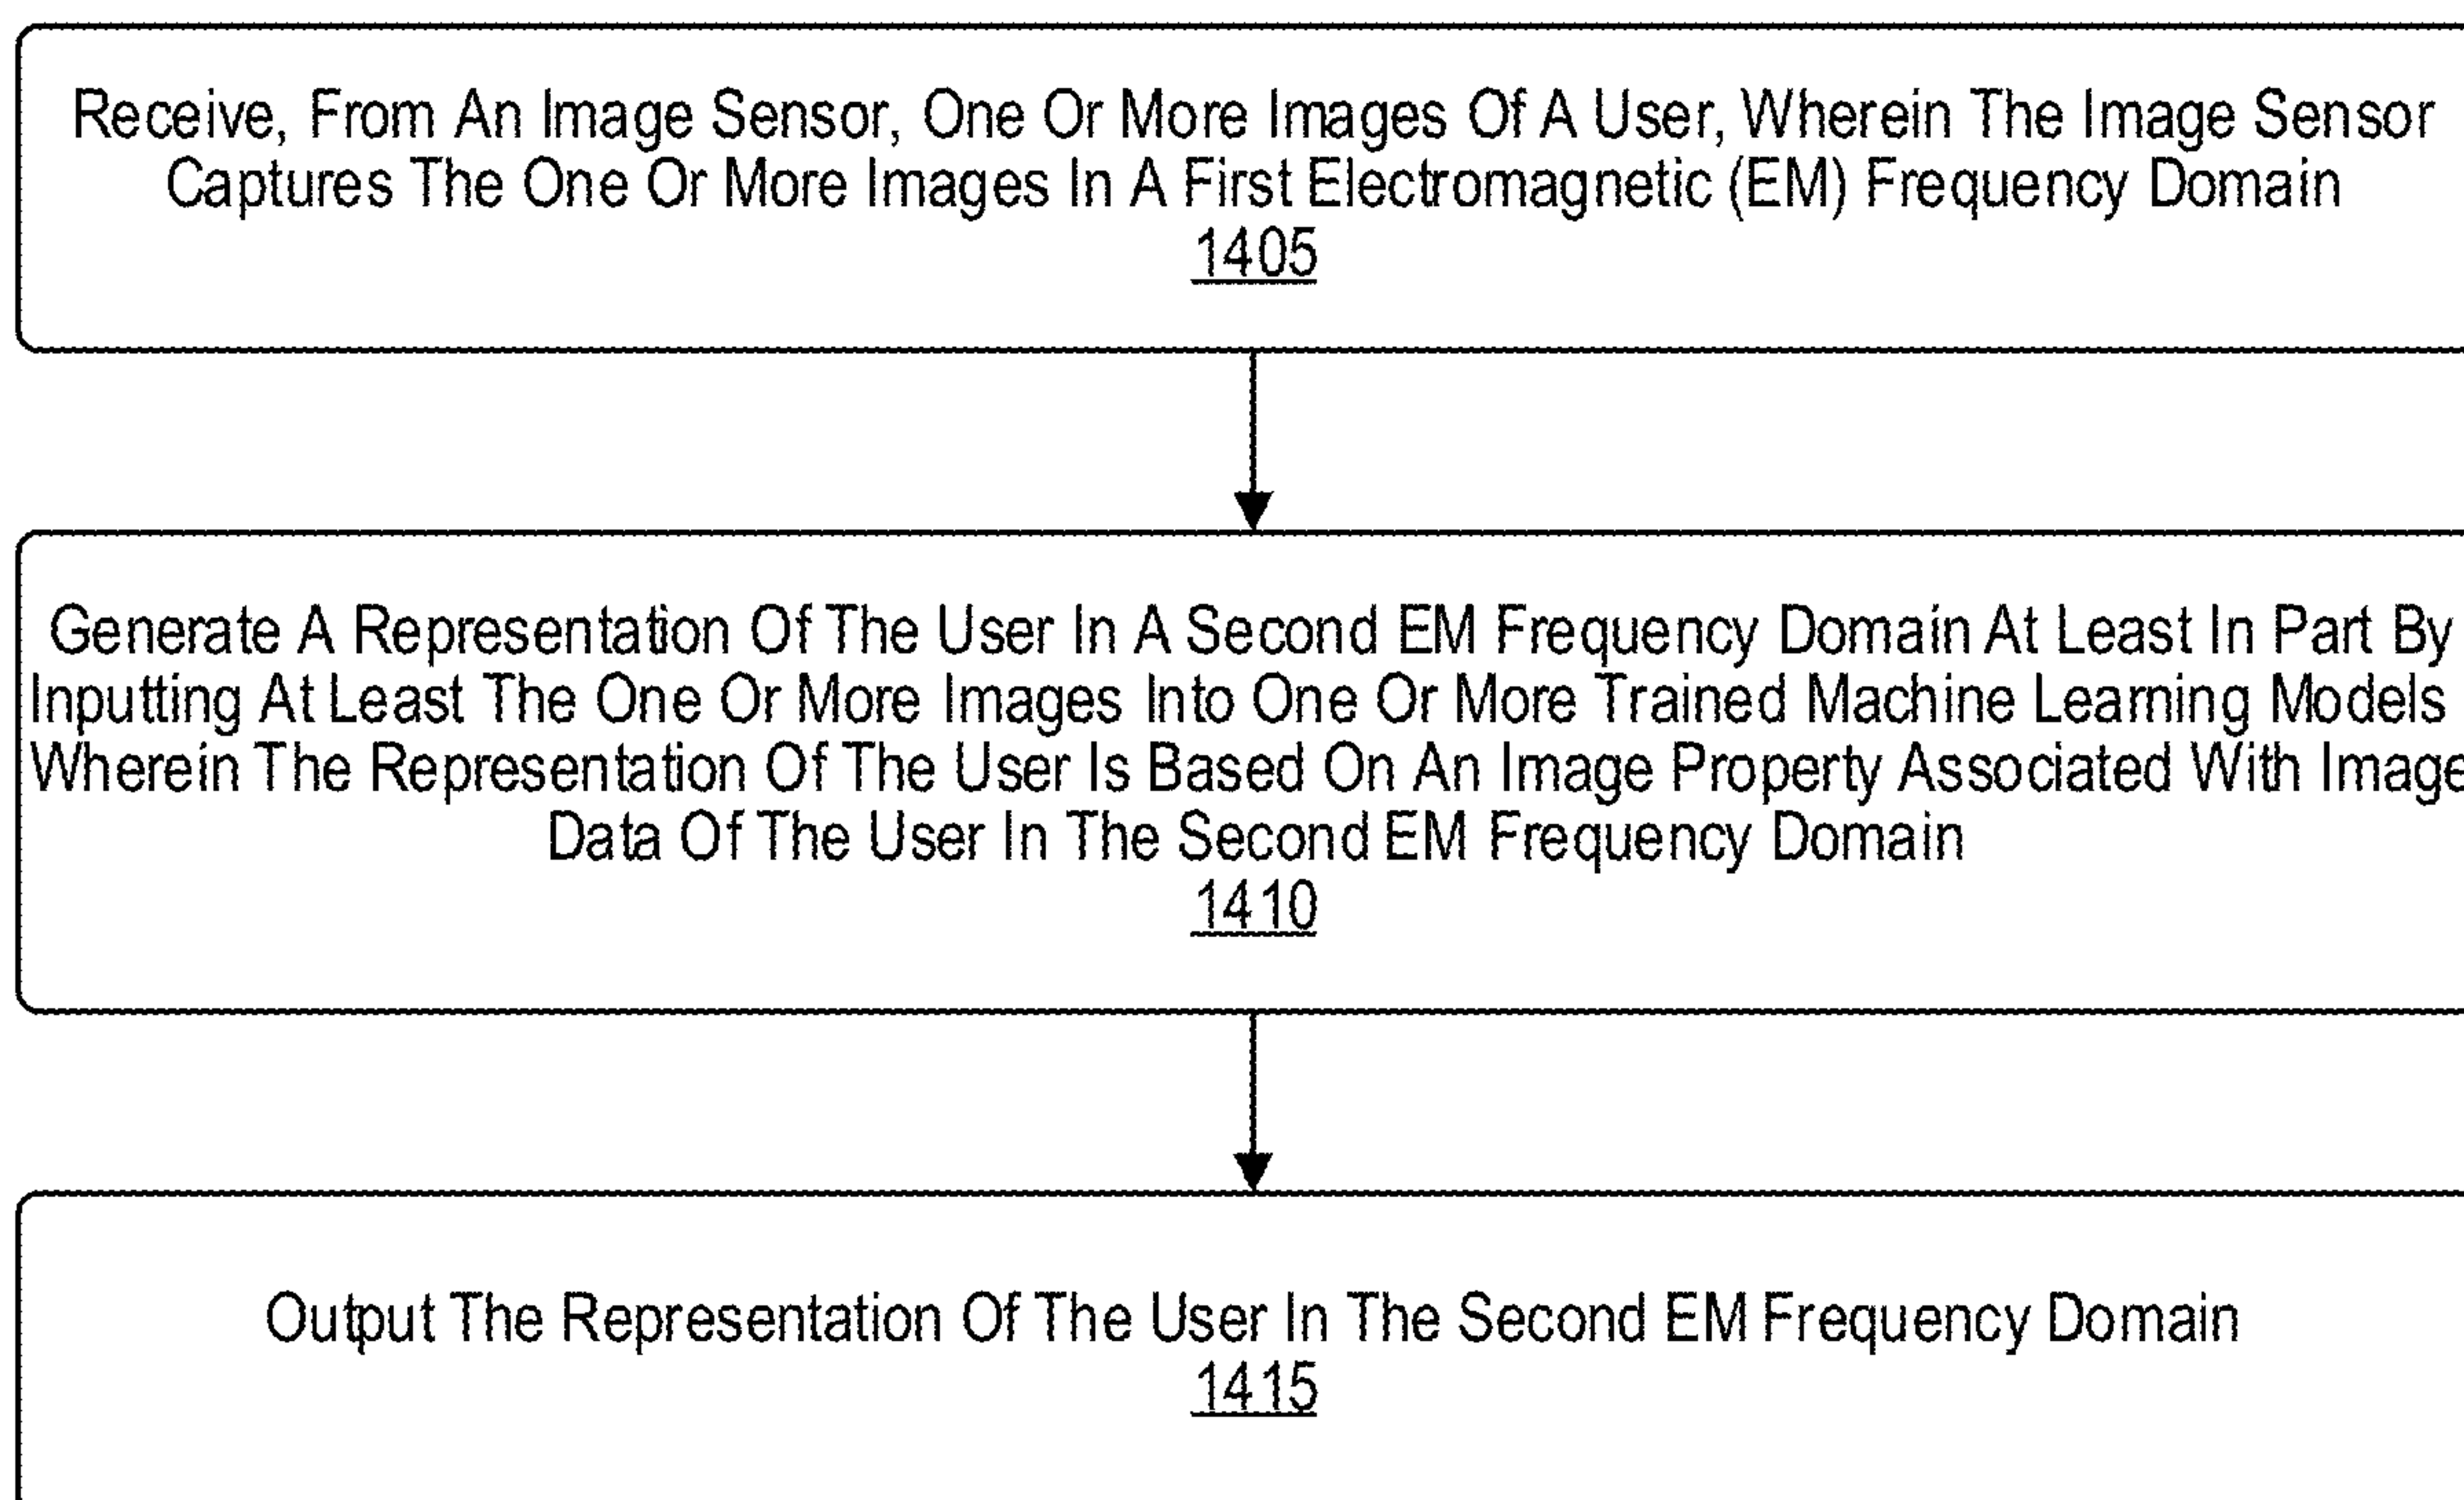 Receive, From An Image Sensor, One Or More Images Of A User, Wherein The Image Sensor
Captures The One Or More Images In A First Electromagnetic (EM) Frequency Domain
1405
Generate A Representation Of The User In A Second EM Frequency Domain At Least In Part By
Inputting At Least The One Or More Images Into One Or More Trained Machine Learning Models
Wherein The Representation Of The User Is Based On An Image Property Associated With Image
Data Of The User In The Second EM Frequency Domain
1410
Output The Representation Of The User In The Second EM Frequency Domain
1415